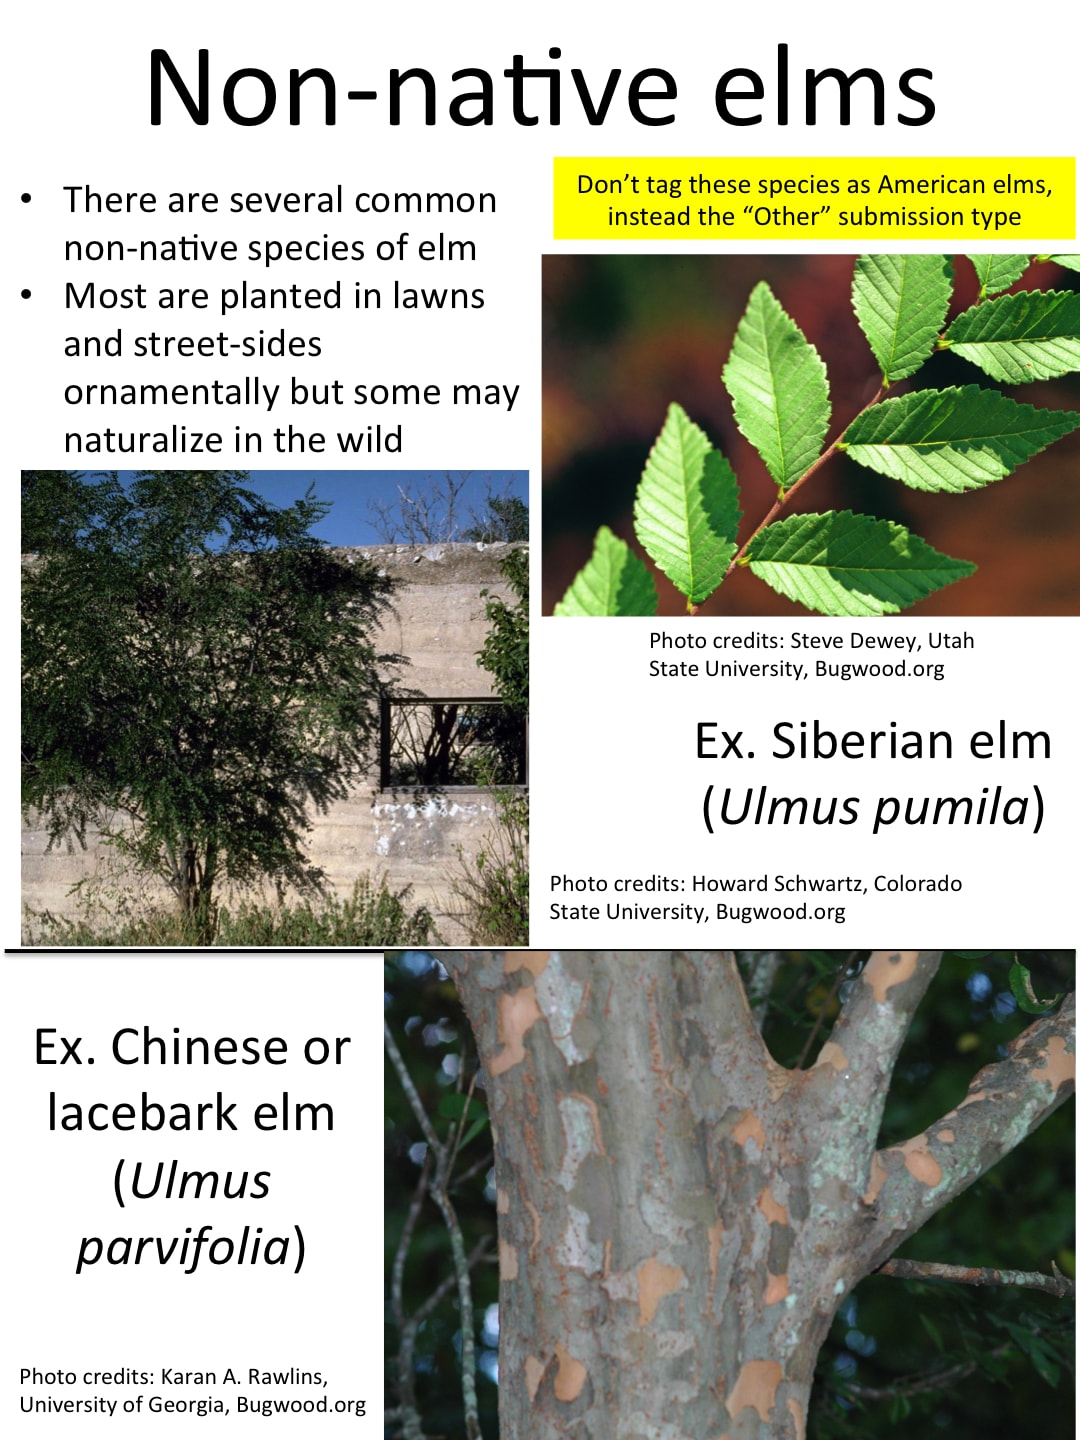 Non-native elms
• There are several common
non-native species of elm
• Most are planted in lawns
and street-sides
ornamentally but some may
naturalize in the wild
Don’t tag these species as American elms,
instead the “Other” submission type
Photo credits: Steve Dewey, Utah
State University, Bugwood.org
Ex. Siberian elm
(Ulmus pumila)
Photo credits: Howard Schwartz, Colorado
State University, Bugwood.org
Ex. Chinese or
lacebark elm
(Ulmus
parvifolia)
Photo credits: Karan A. Rawlins,
University of Georgia, Bugwood.org